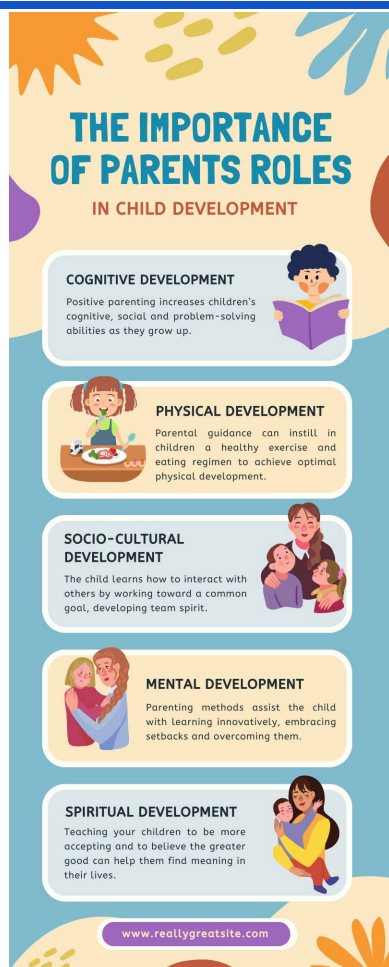 THE IMPORTANCE
OF PARENTS ROLES
IN CHILD DEVELOPMENT
COGNITIVE DEVELOPMENT
Positive parenting increases children's
cognitive, social and problem-solving
abilities as they grow up.
PHYSICAL DEVELOPMENT
Parental guidance can instill in
children a healthy exercise and
eating regimen to achieve optimal
physical development.
SOCIO-CULTURAL
DEVELOPMENT
The child learns how to interact with
others by working toward a common
goal, developing team spirit.
MENTAL DEVELOPMENT
Parenting methods assist the child
with learning innovatively, embracing
setbacks and overcoming them.
SPIRITUAL DEVELOPMENT
Teaching your children to be more
accepting and to believe the greater
good can help them find meaning in
their lives.
www.reallygreatsite.com